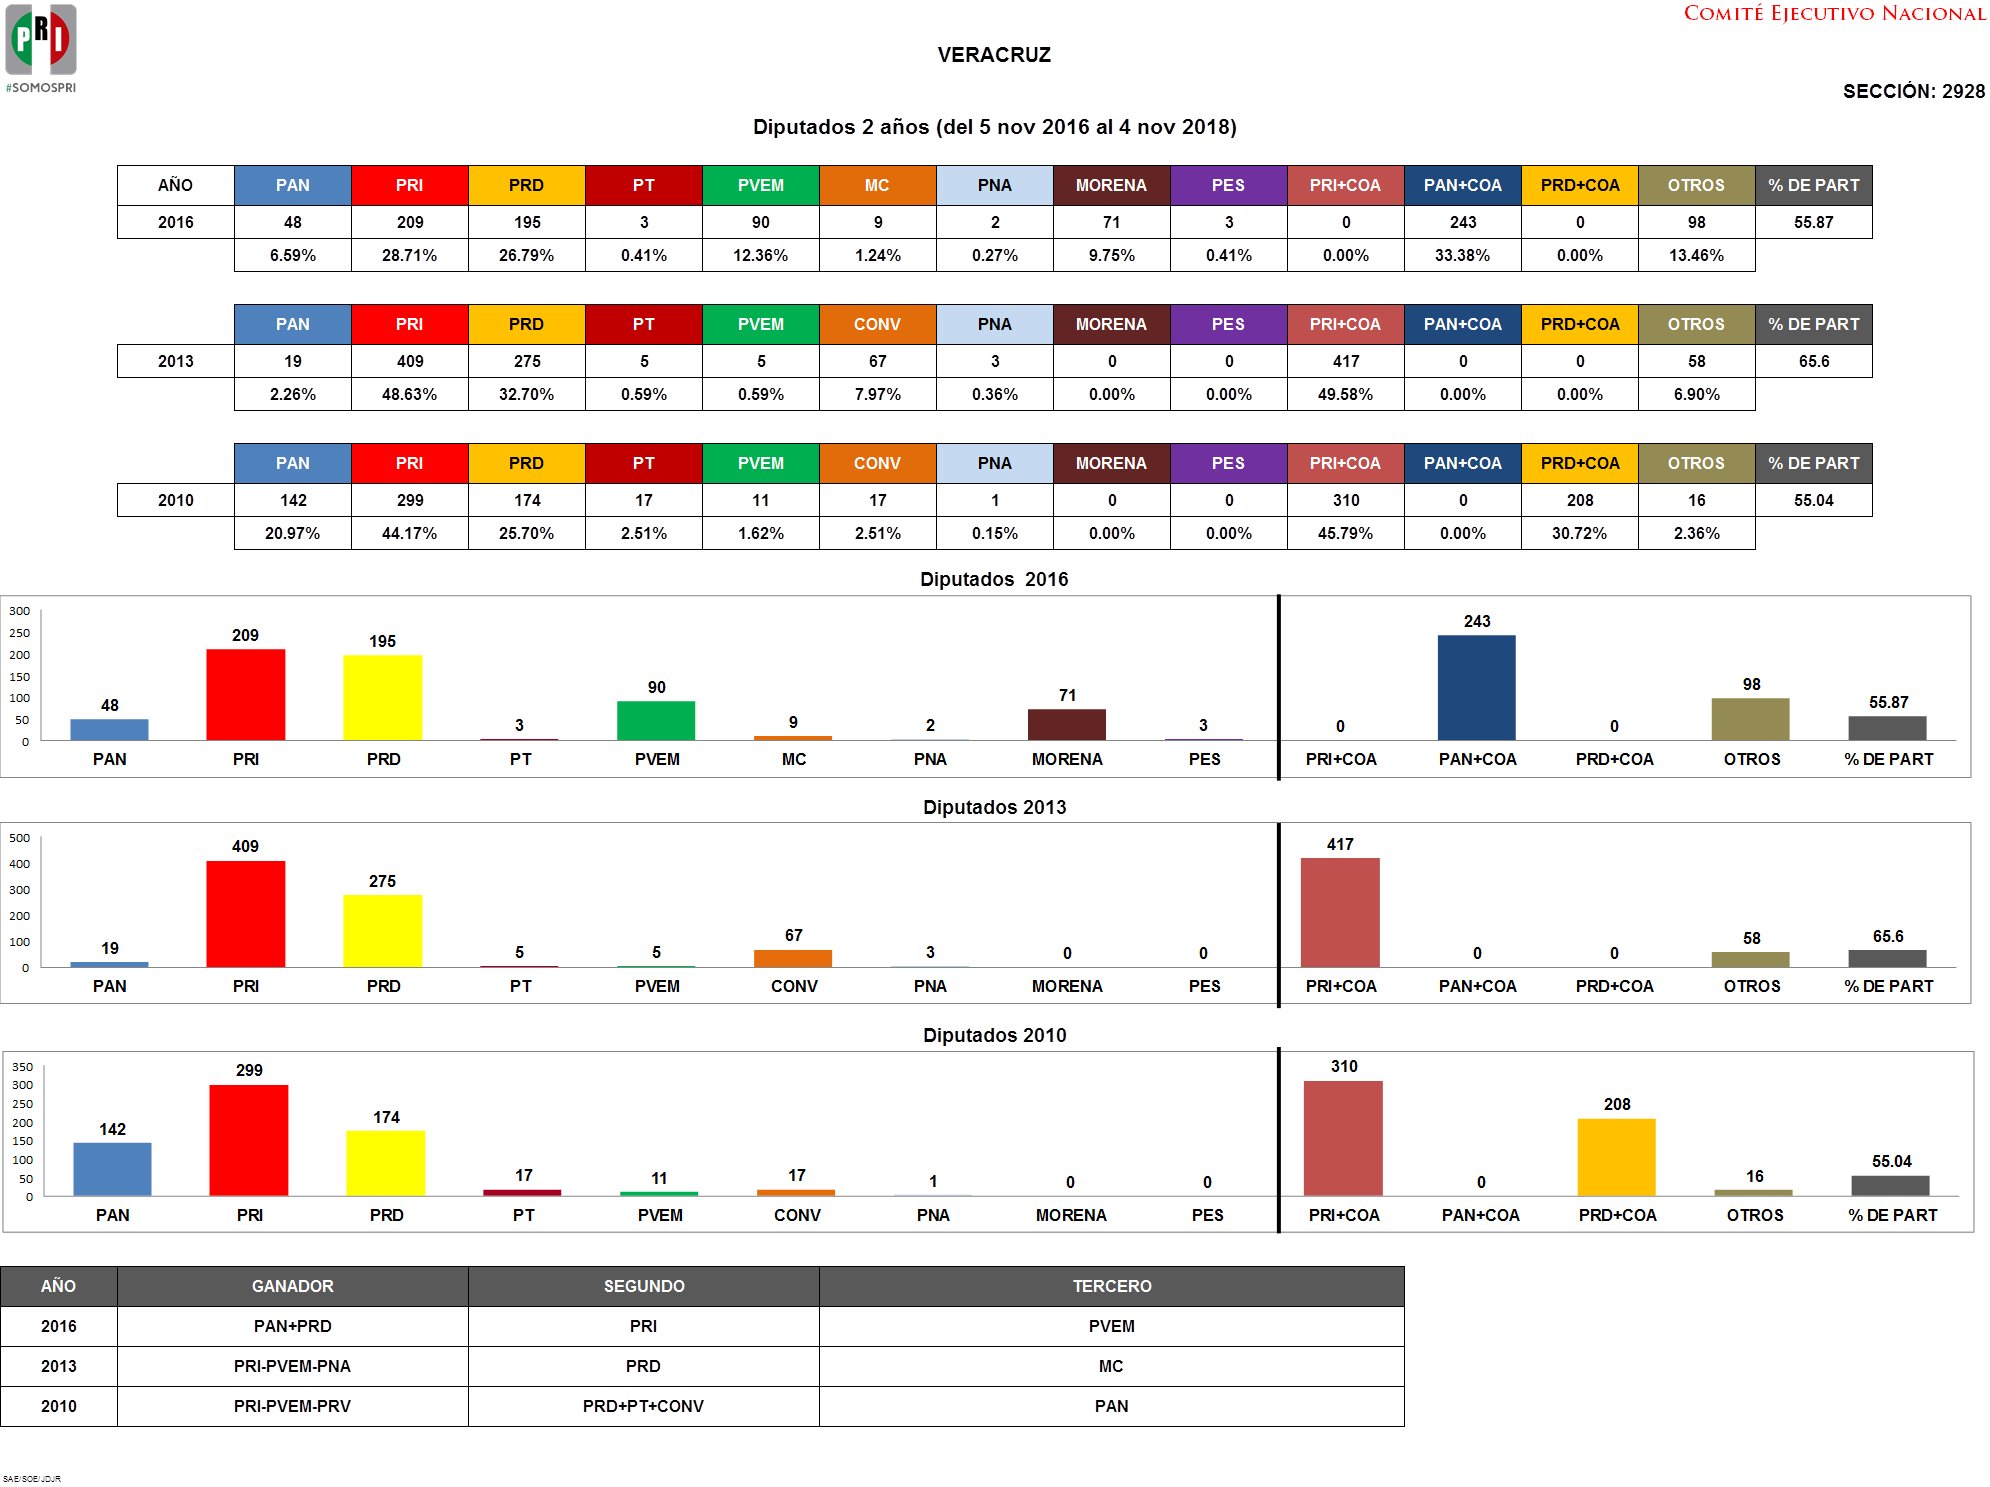 PRI
#SOMOSPRI
COMITÉ EJECUTIVO NACIONAL
VERACRUZ
SECCIÓN: 2928
Diputados 2 años (del 5 nov 2016 al 4 nov 2018)
AÑO PAN PRI PRD PT PVEM MC PNA MORENA PES PRI+COA PAN+COA PRD+COA OTROS % DE PART
2016 48 209 195 3 90 9 2 71 3 0 243 0 98 55.87
6.59% 28.71% 26.79% 0.41% 12.36% 1.24% 0.27% 9.75% 0.41% 0.00% 33.38% 0.00% 13.46%
PAN PRI PRD PT PVEM CONV PNA MORENA PES PRI+COA PAN+COA PRD+COA OTROS % DE PART
2013 19 409 275 5 5 67 3 0 0 417 0 0 58 65.6
2.26% 48.63% 32.70% 0.59% 0.59% 7.97% 0.36% 0.00% 0.00% 49.58% 0.00% 0.00% 6.90%
PAN PRI PRD PT PVEM CONV PNA MORENA PES PRI+COA PAN+COA PRD+COA OTROS % DE PART
2010 142 299 174 17 11 17 1 0 0 310 0 208 16 55.04
20.97% 44.17% 25.70% 2.51% 1.62% 2.51% 0.15% 0.00% 0.00% 45.79% 0.00% 30.72% 2.36%
Diputados 2016
300
250
200
150
100
50
0
48 209 195 3 90 9 2 71 3 0 243 0 98 55.87
PAN PRI PRD PT PVEM MC PNA MORENA PES PRI+COA PAN+COA PRD+COA OTROS % DE PART
Diputados 2013
500
400
300
200
100
0
19 409 275 5 5 67 3 0 0 417 0 0 58 65.6
PAN PRI PRD PT PVEM CONV PNA MORENA PES PRI+COA PAN+COA PRD+COA OTROS % DE PART
Diputados 2010
350
300
250
200
150
100
50
0
142 299 174 17 11 17 1 0 0 310 0 208 16 55.04
PAN PRI PRD PT PVEM CONV PNA MORENA PES PRI+COA PAN+COA PRD+COA OTROS % DE PART
AÑO GANADOR SEGUNDO TERCERO
2016 PAN+PRD PRI PVEM
2013 PRI-PVEM-PNA PRD MC
2010 PRI-PVEM-PRV PRD+PT+CONV PAN
SAE/SOE/JDJR